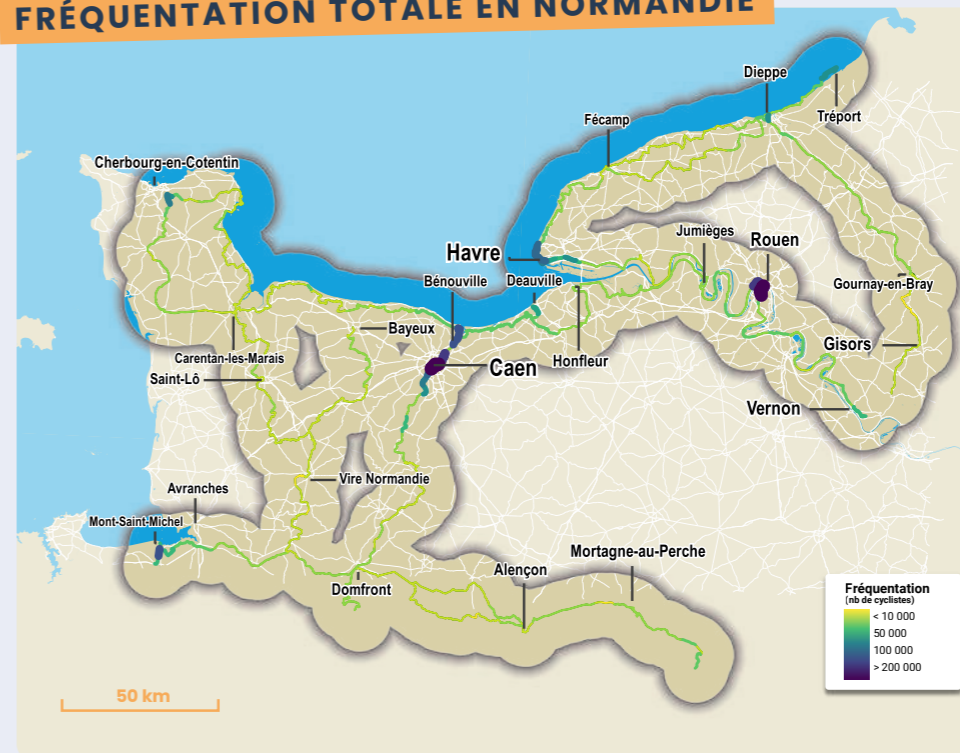 FRÉQUENTATION TOTALE EN NORMANDIE
Dieppe
Tréport
Fécamp
Cherbourg-en-Cotentin
Jumièges
Rouen
Havre
Bénouville
Deauville
Gournay-en-Bray
Bayeux
Gisors
Carentan-les-Marais
Honfleur
Caen
Saint-Lô
Vernon
Vire Normandie
Avranches
Mont-Saint-Michel
Mortagne-au-Perche
Alençon
Domfront
Fréquentation
(nb de cyclistes)
< 10 000
50 000
100 000
> 200 000
50 km